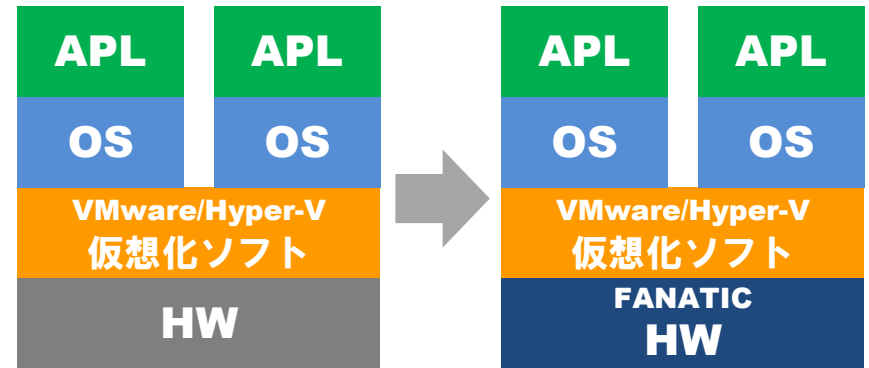 APL
APL
OS
OS
VMware/Hyper-V
仮想化ソフト
HW
APL
APL
OS
OS
VMware/Hyper-V
仮想化ソフト
FANATIC
HW